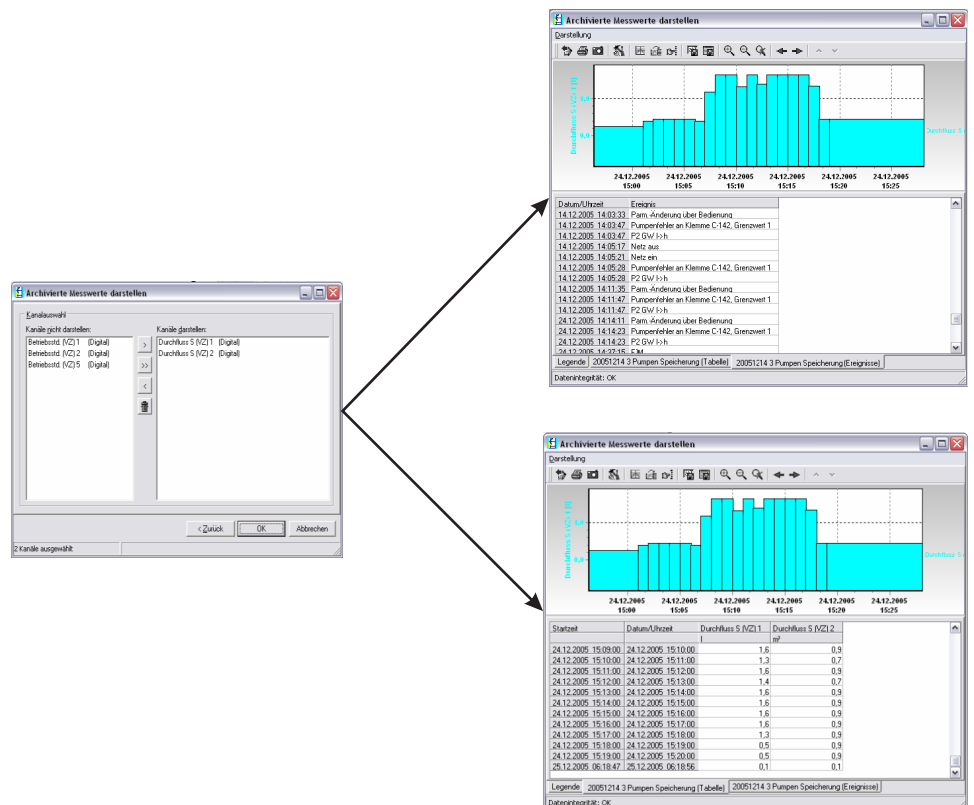 Archivierte Messwerte darstellen
Kanalauswahl
Kanäle nicht darstellen:
Kanäle darstellen:
Betriebsstd. (VZ) 1 (Digital)
Betriebsstd. (VZ) 2 (Digital)
Betriebsstd. (VZ) 5 (Digital)
Durchfluss S (VZ) 1 (Digital)
Durchfluss S (VZ) 2 (Digital)
>
>>
<
< Zurück
OK
Abbrechen
2 Kanäle ausgewählt
Archivierte Messwerte darstellen
Darstellung
Durchfluss S (VZ) 1 [l]
1,4
0,9
Durchfluss S
24.12.2005 24.12.2005 24.12.2005 24.12.2005 24.12.2005 24.12.2005
15:00 15:05 15:10 15:15 15:20 15:25
Datum/Uhrzeit Ereignis
14.12.2005 14:03:33 Parm.-Änderung über Bedienung
14.12.2005 14:03:47 Pumpenfehler an Klemme C-142, Grenzwert 1
14.12.2005 14:03:47 P2 GW I>h
14.12.2005 14:05:17 Netz aus
14.12.2005 14:05:21 Netz ein
14.12.2005 14:05:28 Pumpenfehler an Klemme C-142, Grenzwert 1
14.12.2005 14:05:28 P2 GW I>h
14.12.2005 14:11:35 Parm.-Änderung über Bedienung
14.12.2005 14:11:47 Pumpenfehler an Klemme C-142, Grenzwert 1
14.12.2005 14:11:47 P2 GW I>h
24.12.2005 14:14:11 Parm.-Änderung über Bedienung
24.12.2005 14:14:23 Pumpenfehler an Klemme C-142, Grenzwert 1
24.12.2005 14:14:23 P2 GW I>h
24.12.2005 14:37:15
Legende 20051214 3 Pumpen Speicherung (Tabelle) 20051214 3 Pumpen Speicherung (Ereignisse)
Datenintegrität: OK
Archivierte Messwerte darstellen
Darstellung
Durchfluss S (VZ) 1 [l]
1,4
0,9
Durchfluss S
24.12.2005 24.12.2005 24.12.2005 24.12.2005 24.12.2005 24.12.2005
15:00 15:05 15:10 15:15 15:20 15:25
Startzeit Datum/Uhrzeit Durchfluss S (VZ) 1 Durchfluss S (VZ) 2
l m³
24.12.2005 15:09:00 24.12.2005 15:10:00 1,6 0,9
24.12.2005 15:10:00 24.12.2005 15:11:00 1,3 0,7
24.12.2005 15:11:00 24.12.2005 15:12:00 1,6 0,9
24.12.2005 15:12:00 24.12.2005 15:13:00 1,4 0,7
24.12.2005 15:13:00 24.12.2005 15:14:00 1,6 0,9
24.12.2005 15:14:00 24.12.2005 15:15:00 1,6 0,9
24.12.2005 15:15:00 24.12.2005 15:16:00 1,6 0,9
24.12.2005 15:16:00 24.12.2005 15:17:00 1,6 0,9
24.12.2005 15:17:00 24.12.2005 15:18:00 1,3 0,9
24.12.2005 15:18:00 24.12.2005 15:19:00 0,5 0,9
24.12.2005 15:19:00 24.12.2005 15:20:00 0,5 0,9
25.12.2005 06:18:47 25.12.2005 06:18:56 0,1 0,1
Legende 20051214 3 Pumpen Speicherung (Tabelle) 20051214 3 Pumpen Speicherung (Ereignisse)
Datenintegrität: OK